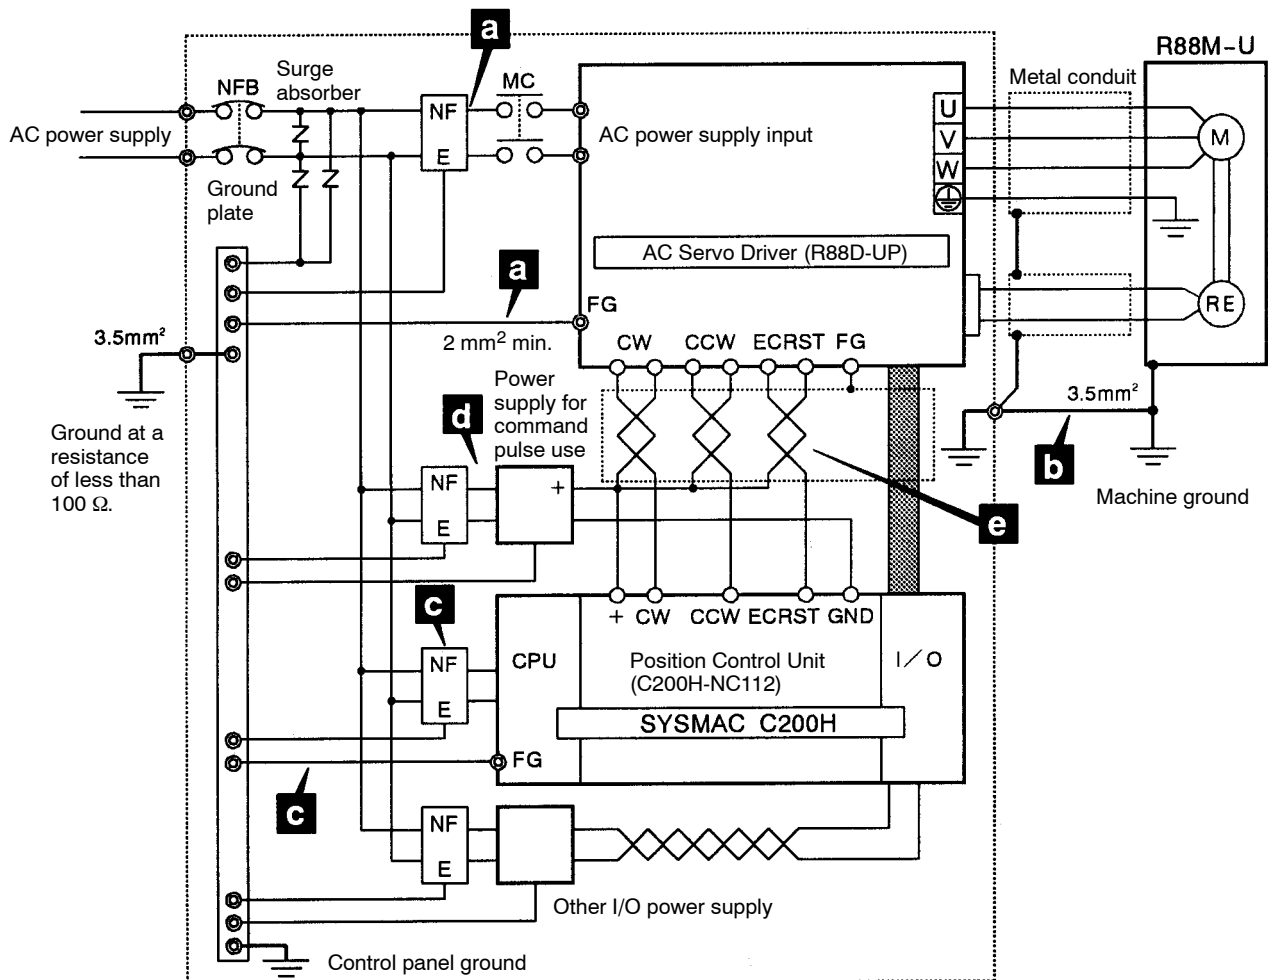 a
R88M-U
Surge
absorber
NFB
MC
Metal conduit
NF
AC power supply
AC power supply input
U
V
W
M
E
Ground
plate
AC Servo Driver (R88D-UP)
a
FG
RE
3.5mm²
2 mm² min.
CW CCW ECRST FG
Power
supply for
command
pulse use
d
3.5mm²
b
Ground at a
resistance
of less than
100 Ω.
NF
E
+
Machine ground
e
c
+ CW CCW ECRST GND
NF
E
CPU
Position Control Unit
(C200H-NC112)
I/O
SYSMAC C200H
FG
c
NF
E
Other I/O power supply
Control panel ground